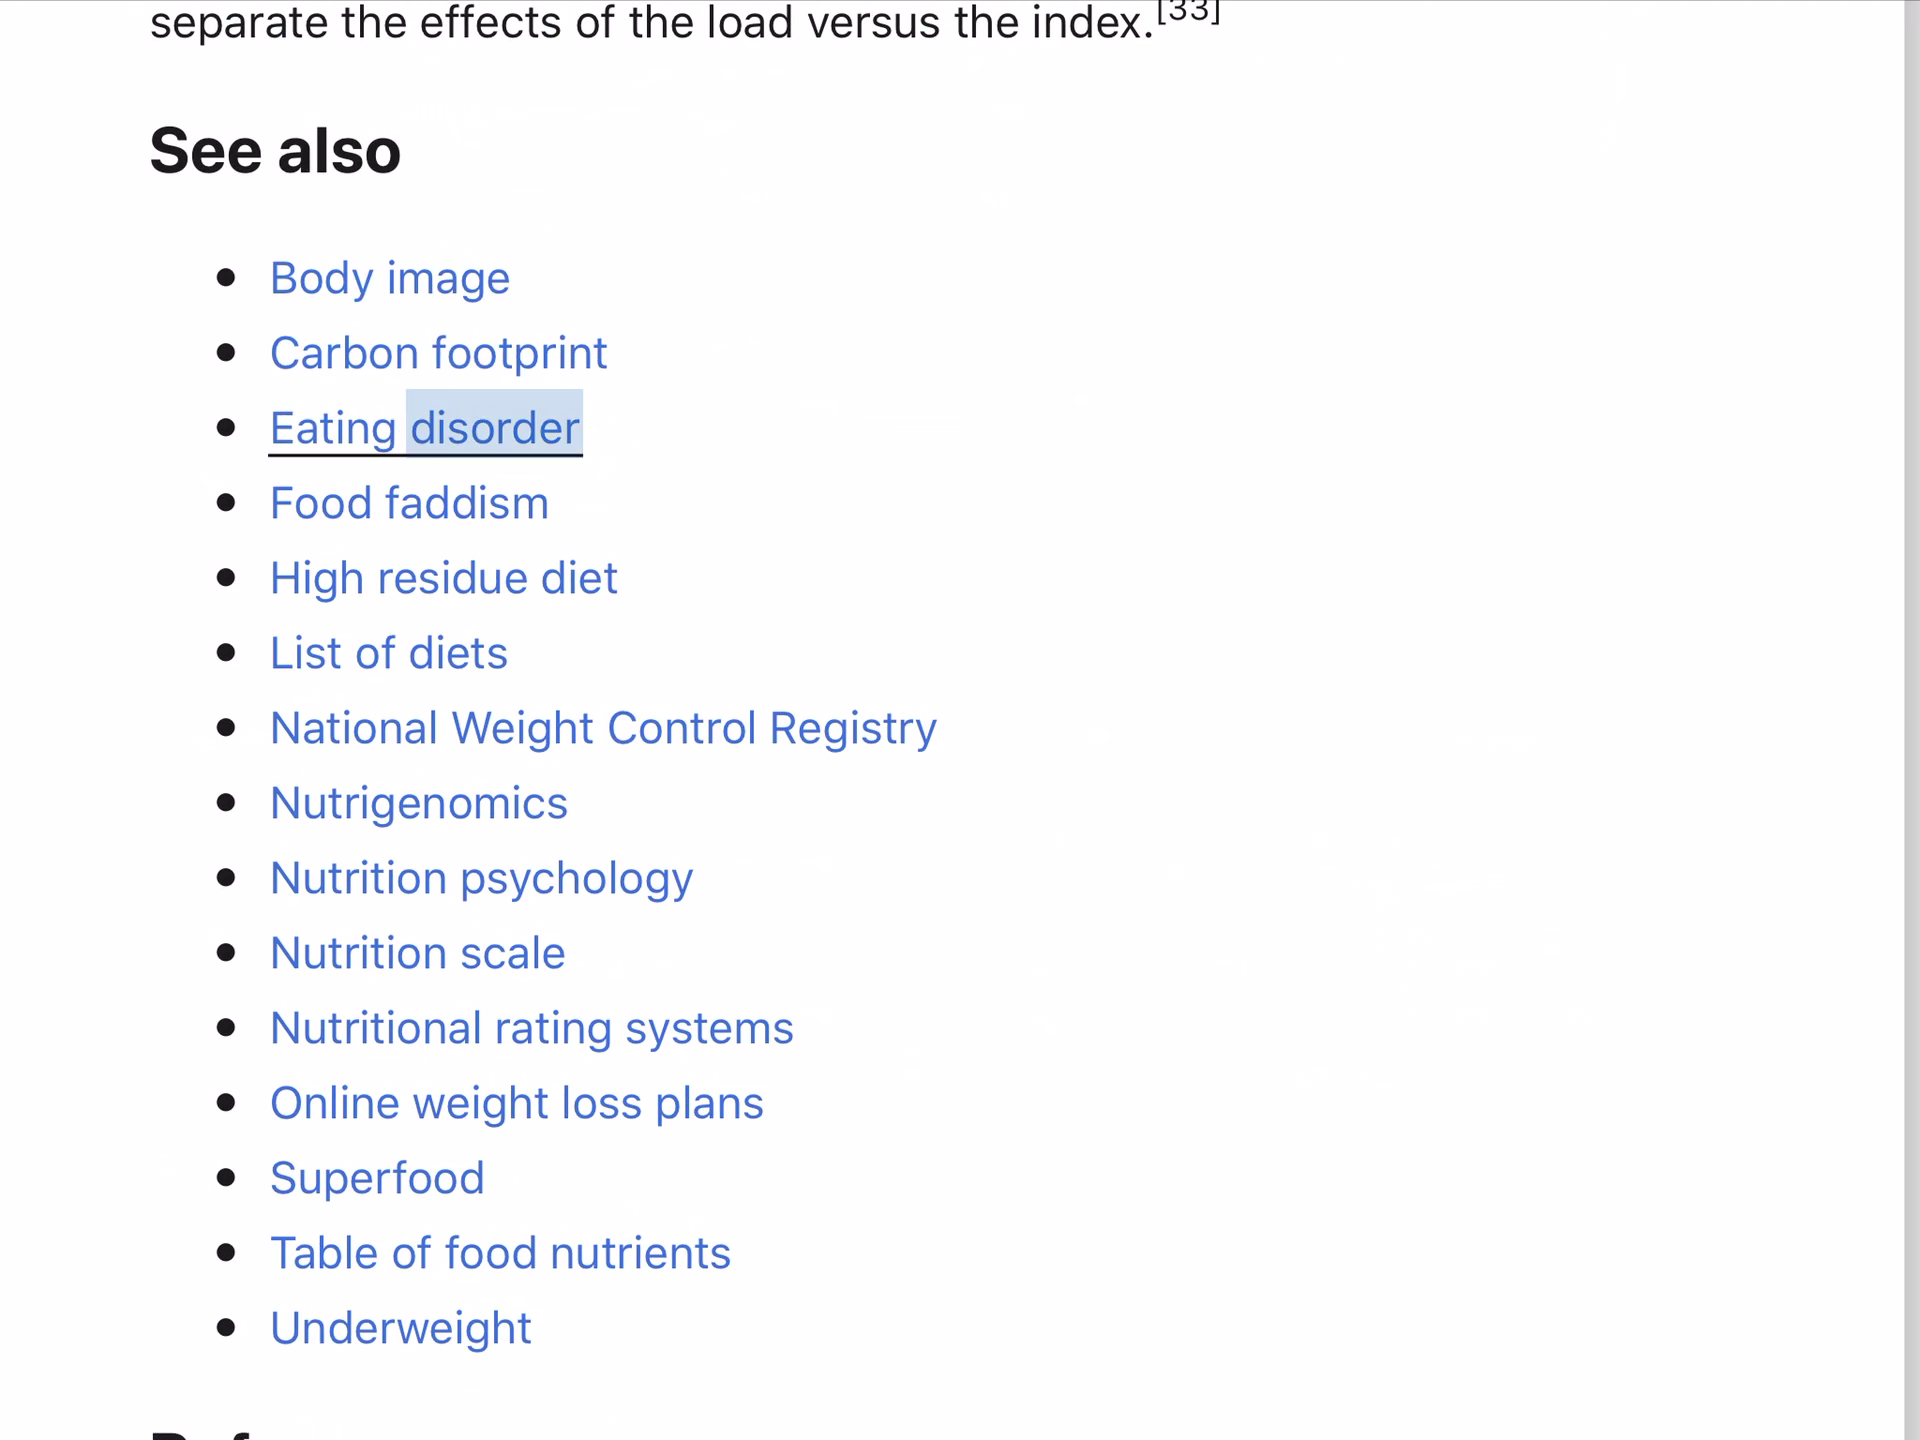 separate the effects of the load versus the index.[33]
See also
Body image
Carbon footprint
Eating disorder
Food faddism
High residue diet
List of diets
National Weight Control Registry
Nutrigenomics
Nutrition psychology
Nutrition scale
Nutritional rating systems
Online weight loss plans
Superfood
Table of food nutrients
Underweight